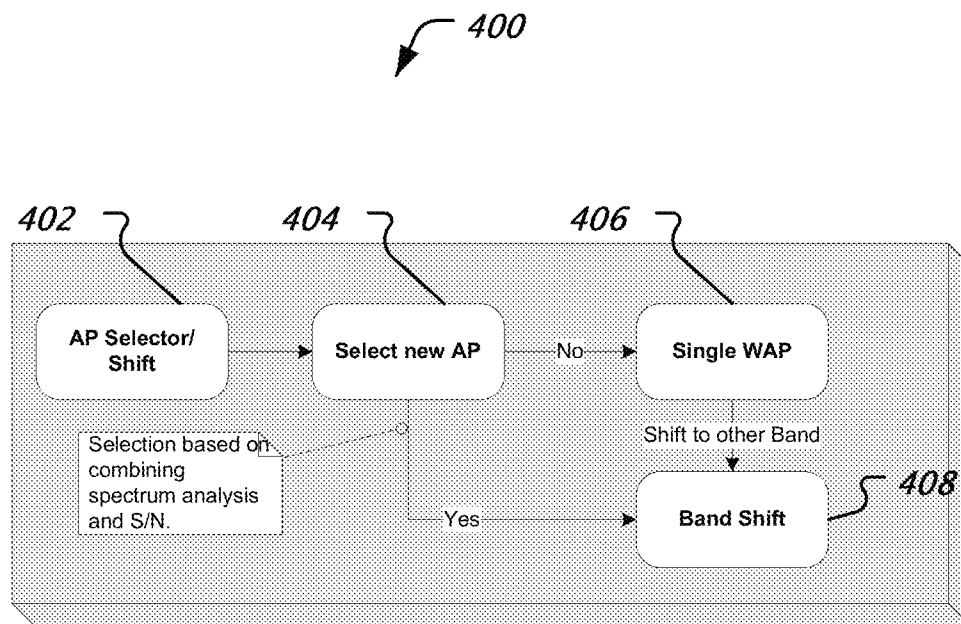 400
402
404
406
AP Selector/
Shift
Select new AP
No
Single WAP
Selection based on
combining
spectrum analysis
and S/N.
Shift to other Band
408
Yes
Band Shift